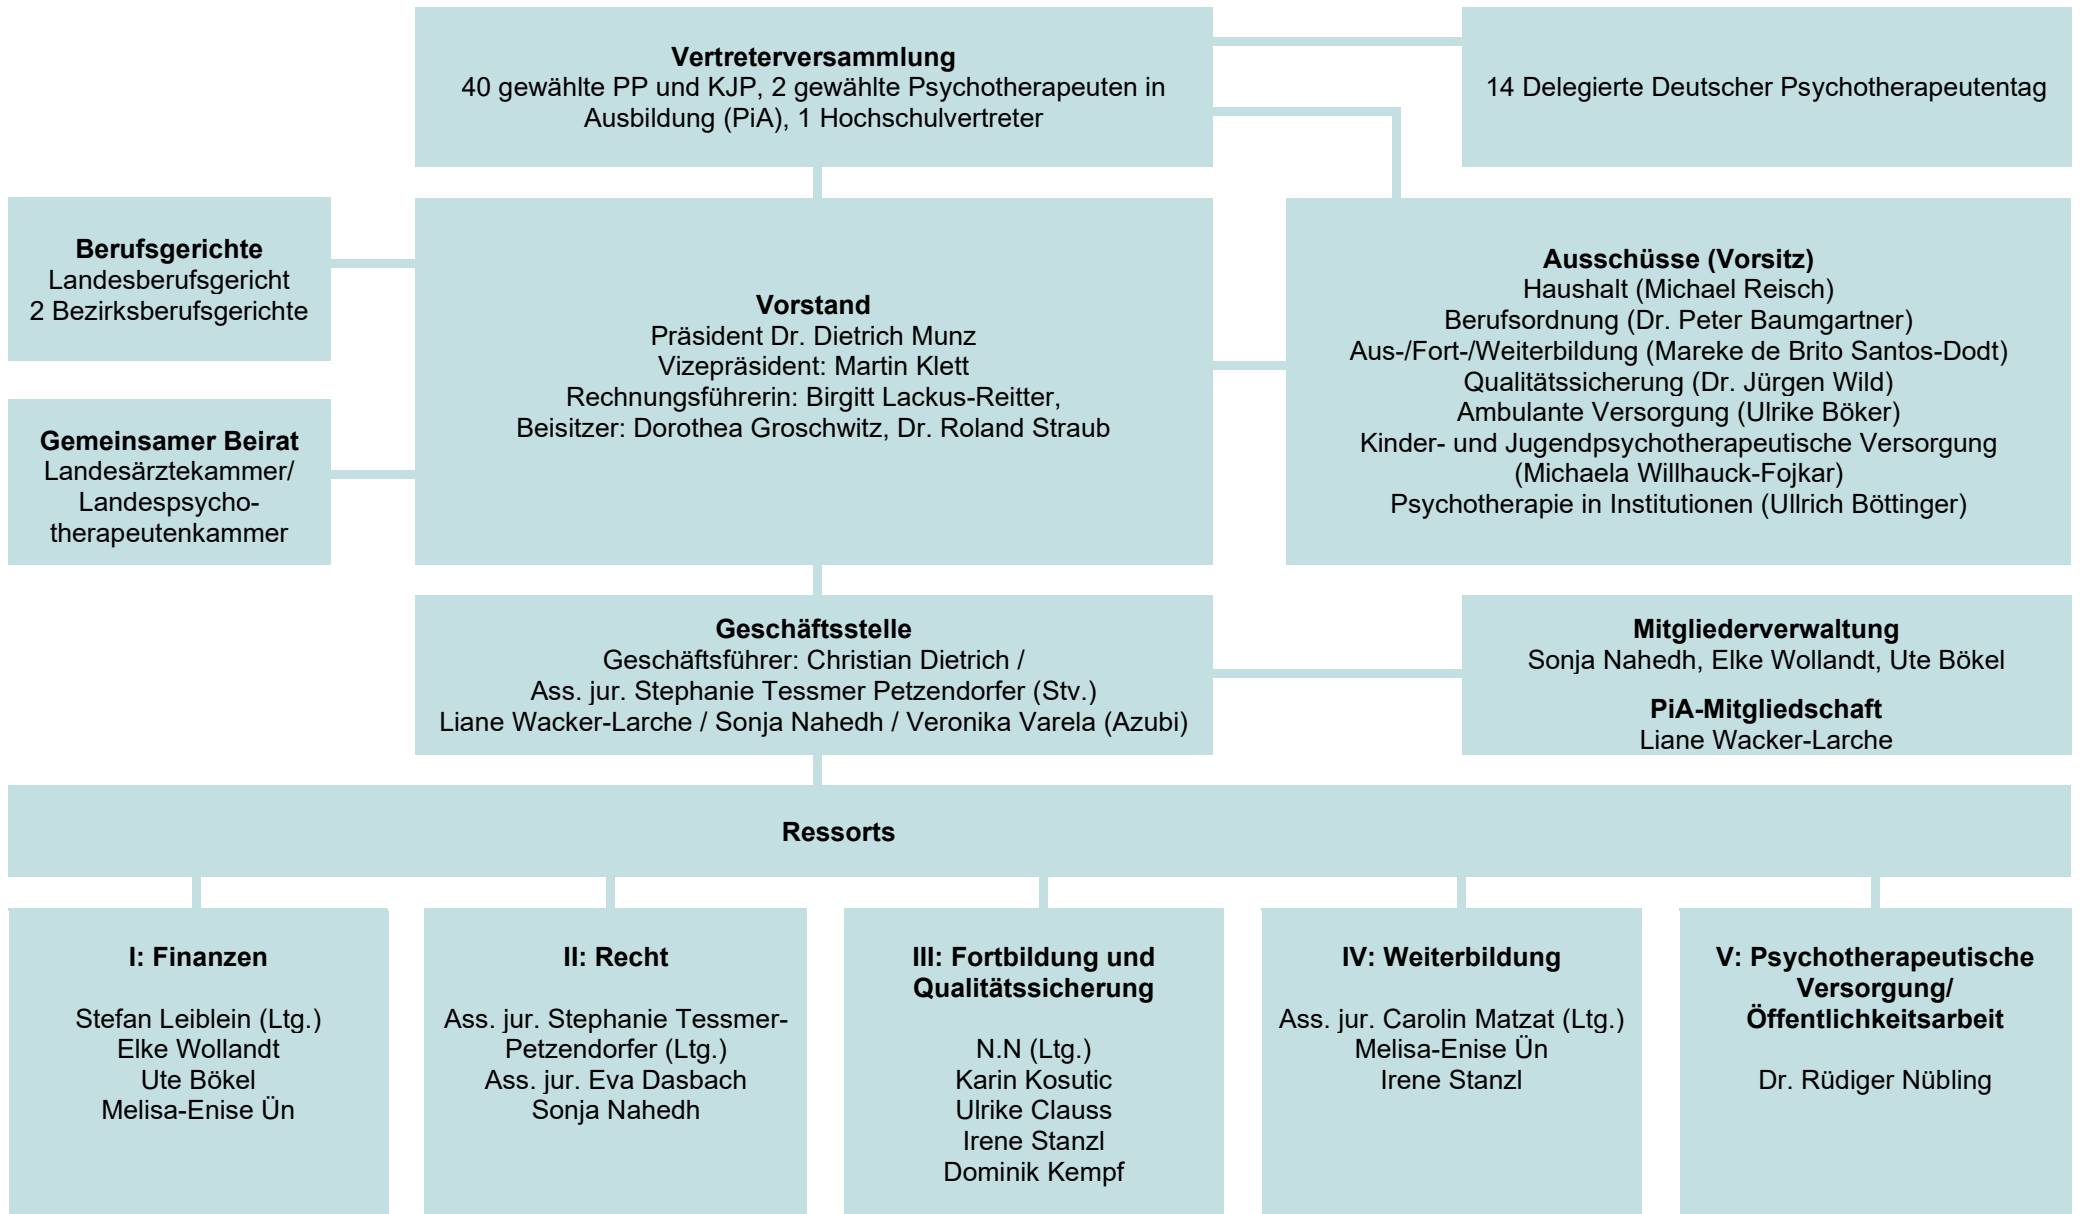 Vertreterversammlung
40 gewählte PP und KJP, 2 gewählte Psychotherapeuten in
Ausbildung (PiA), 1 Hochschulvertreter
14 Delegierte Deutscher Psychotherapeutentag
Berufsgerichte
Landesberufsgericht
2 Bezirksberufsgerichte
Gemeinsamer Beirat
Landesärztekammer/
Landespsycho-
therapeutenkammer
Vorstand
Präsident Dr. Dietrich Munz
Vizepräsident: Martin Klett
Rechnungsführerin: Birgitt Lackus-Reitter,
Beisitzer: Dorothea Groschwitz, Dr. Roland Straub
Ausschüsse (Vorsitz)
Haushalt (Michael Reisch)
Berufsordnung (Dr. Peter Baumgartner)
Aus-/Fort-/Weiterbildung (Mareke de Brito Santos-Dodt)
Qualitätssicherung (Dr. Jürgen Wild)
Ambulante Versorgung (Ulrike Böker)
Kinder- und Jugendpsychotherapeutische Versorgung
(Michaela Willhauck-Fojkar)
Psychotherapie in Institutionen (Ullrich Böttinger)
Geschäftsstelle
Geschäftsführer: Christian Dietrich /
Ass. jur. Stephanie Tessmer Petzendorfer (Stv.)
Liane Wacker-Larche / Sonja Nahedh / Veronika Varela (Azubi)
Mitgliederverwaltung
Sonja Nahedh, Elke Wollandt, Ute Bökel
PiA-Mitgliedschaft
Liane Wacker-Larche
Ressorts
I: Finanzen
Stefan Leiblein (Ltg.)
Elke Wollandt
Ute Bökel
Melisa-Enise Ün
II: Recht
Ass. jur. Stephanie Tessmer-
Petzendorfer (Ltg.)
Ass. jur. Eva Dasbach
Sonja Nahedh
III: Fortbildung und
Qualitätssicherung
N.N (Ltg.)
Karin Kosutic
Ulrike Clauss
Irene Stanzl
Dominik Kempf
IV: Weiterbildung
Ass. jur. Carolin Matzat (Ltg.)
Melisa-Enise Ün
Irene Stanzl
V: Psychotherapeutische
Versorgung/
Öffentlichkeitsarbeit
Dr. Rüdiger Nübling